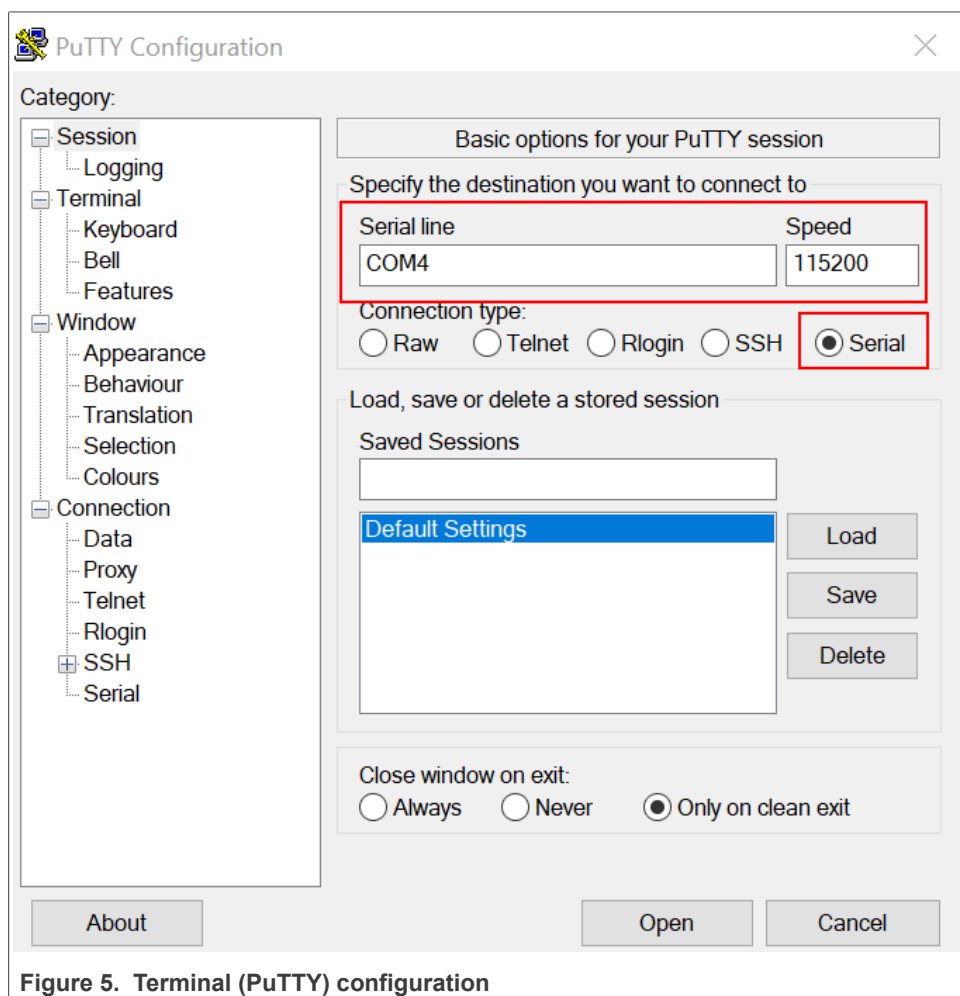 PuTTY Configuration
Category:
Session
Logging
Terminal
Keyboard
Bell
Features
Window
Appearance
Behaviour
Translation
Selection
Colours
Connection
Data
Proxy
Telnet
Rlogin
SSH
Serial
Basic options for your PuTTY session
Specify the destination you want to connect to
Serial line Speed
COM4 115200
Connection type:
Raw Telnet Rlogin SSH Serial
Load, save or delete a stored session
Saved Sessions
Default Settings
Load
Save
Delete
Close window on exit:
Always Never Only on clean exit
About Open Cancel
Figure 5. Terminal (PuTTY) configuration